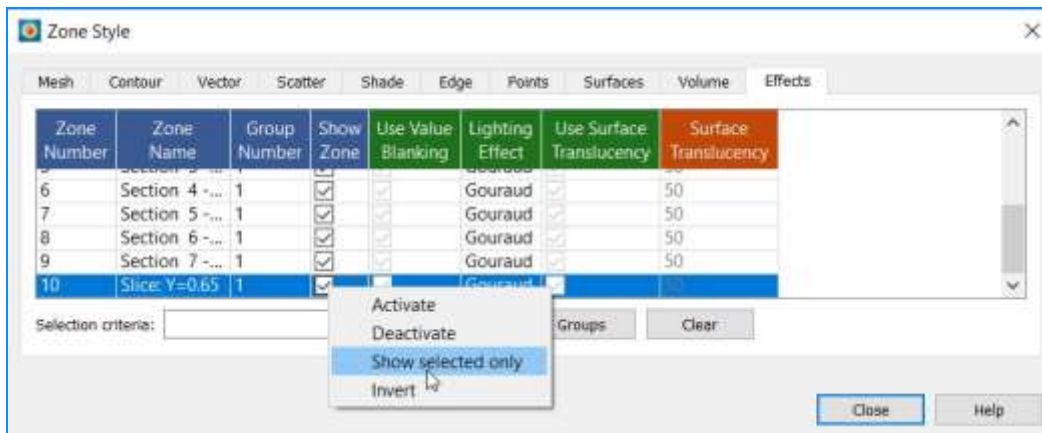 Zone Style
Mesh Contour Vector Scatter Shade Edge Points Surfaces Volume Effects
Zone Number Zone Name Group Number Show Zone Use Value Blanking Lighting Effect Use Surface Translucency Surface Translucency
6 Section 4 -... 1 Gouraud 50
7 Section 5 -... 1 Gouraud 50
8 Section 6 -... 1 Gouraud 50
9 Section 7 -... 1 Gouraud 50
10 Slice: Y=0.65 1 Gouraud 50
Activate
Selection criteria: Groups Clear
Deactivate
Show selected only
Invert
Close Help